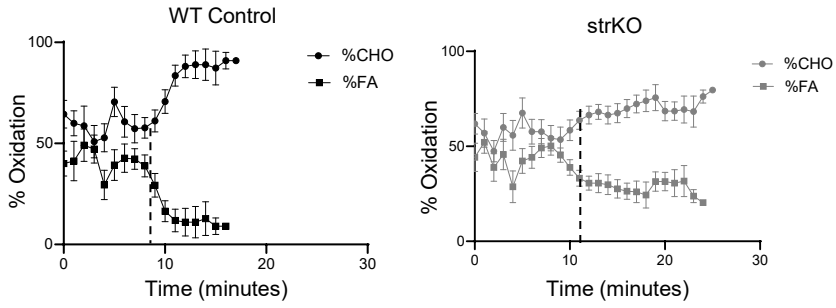 WT Control
100
50
0
% Oxidation
0
10
20
30
Time (minutes)
%CHO
%FA
strKO
100
50
0
% Oxidation
0
10
20
30
Time (minutes)
%CHO
%FA